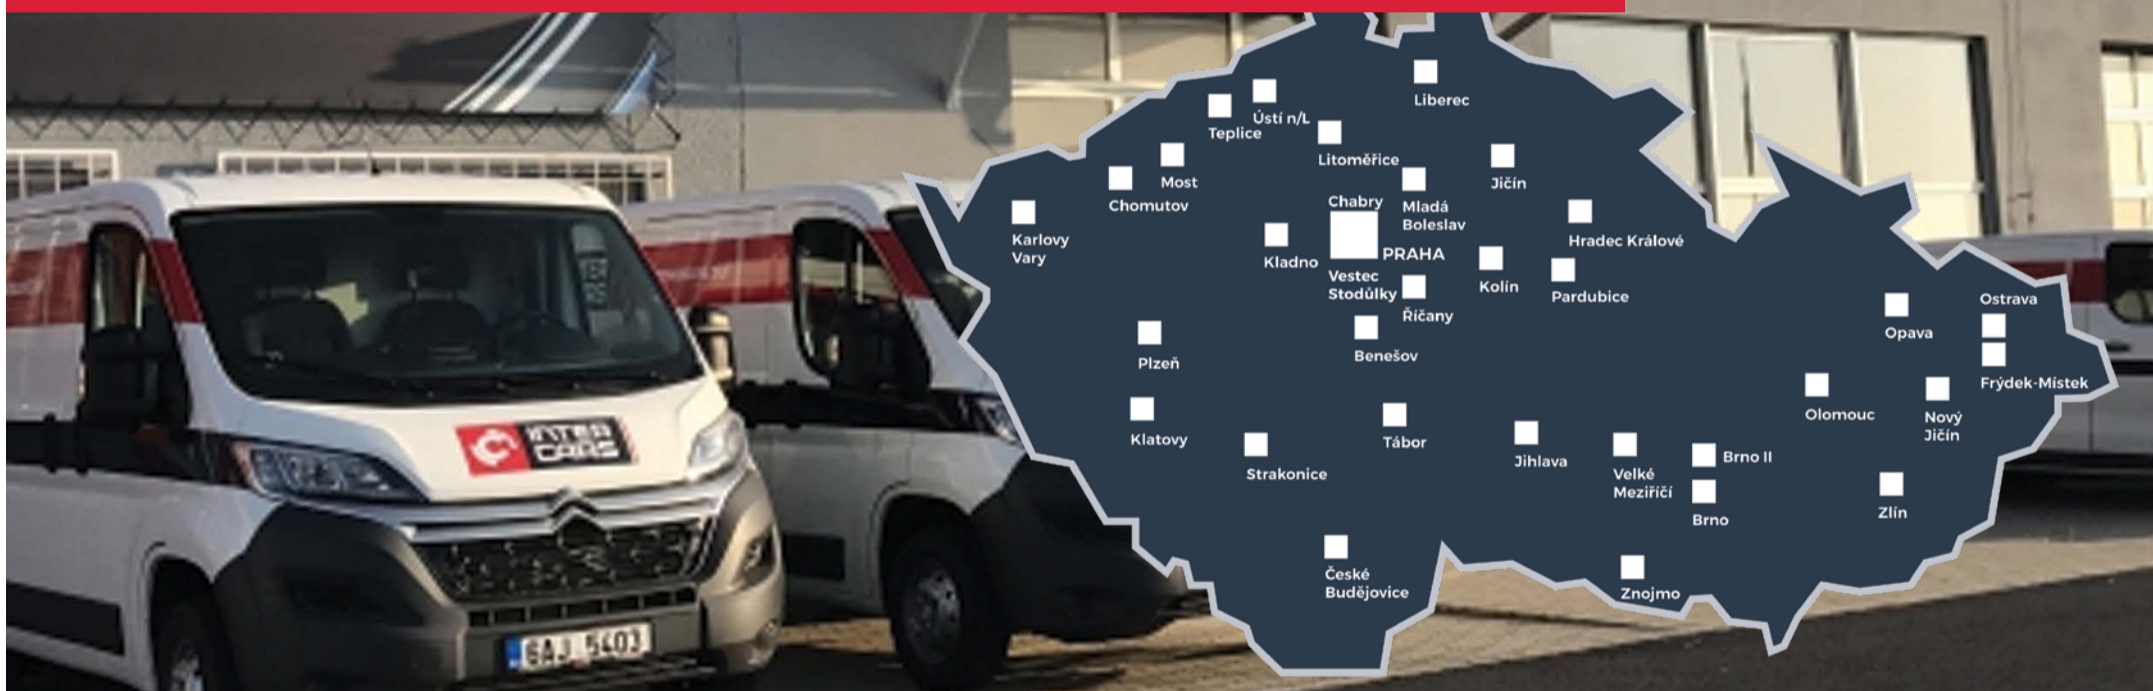 Liberec
Ústí n/L
Teplice
Litoměřice
Most
Jičín
Chomutov
Chabry
Mladá
Boleslav
Karlovy
Vary
Hradec Králové
Kladno
PRAHA
Vestec
Stodůlky
Kolín
Pardubice
Říčany
Ostrava
Opava
Benešov
Plzeň
Frýdek-Místek
Olomouc
Nový
Jičín
Klatovy
Tábor
Strakonice
Jihlava
Velké
Meziříčí
Brno II
Brno
Zlín
České
Budějovice
Znojmo
INTER
CARS
6AJ 5403